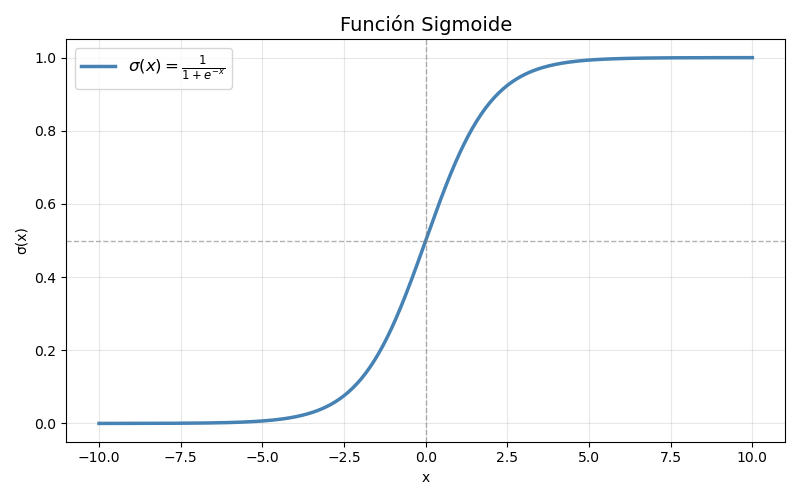 Función Sigmoide
σ(x) = 1/(1+e^{-x})
1.0
0.8
0.6
0.4
0.2
0.0
σ(x)
−10.0 −7.5 −5.0 −2.5 0.0 2.5 5.0 7.5 10.0
x